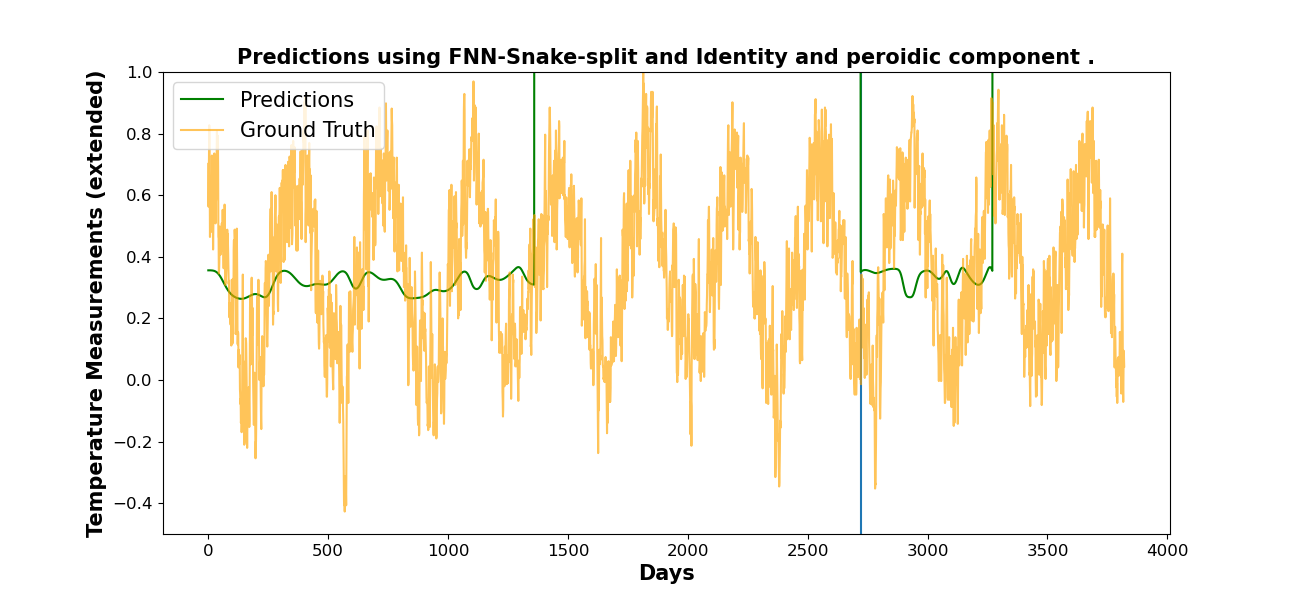 Predictions using FNN-Snake-split and Identity and peroidic component .
Temperature Measurements (extended)
1.0
0.8
0.6
0.4
0.2
0.0
−0.2
−0.4
Predictions
Ground Truth
0 500 1000 1500 2000 2500 3000 3500 4000
Days